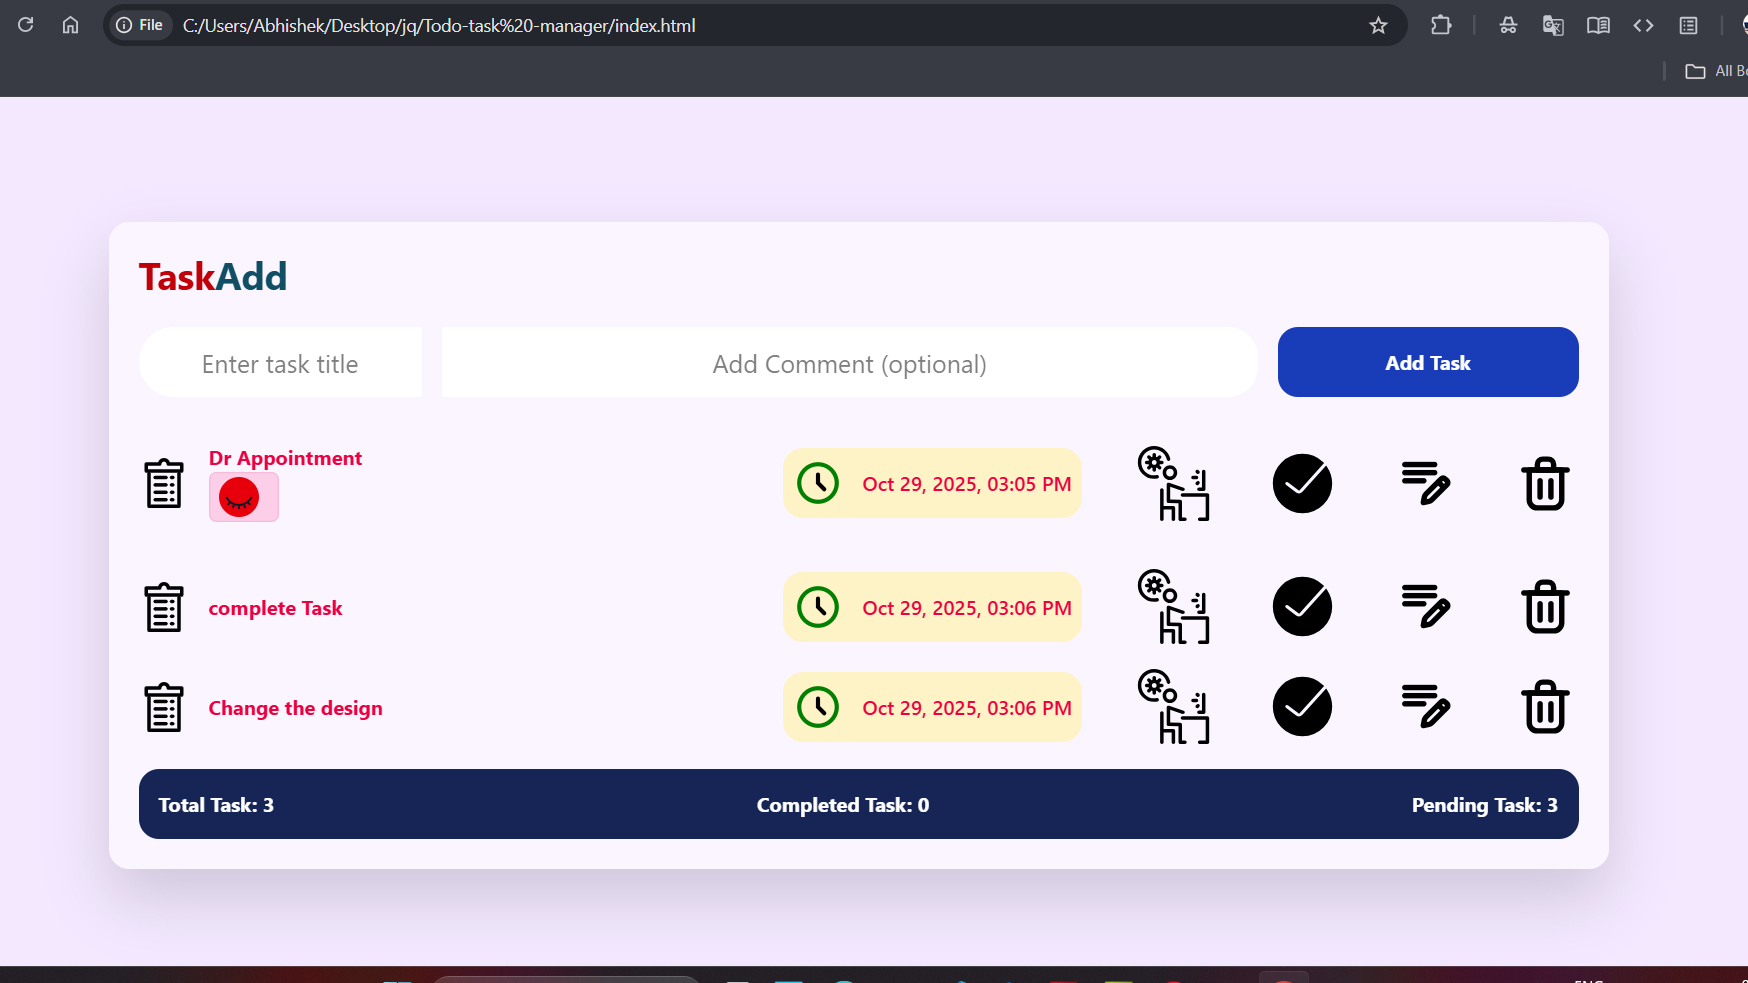 File C:/Users/Abhishek/Desktop/jq/Todo-task%20-manager/index.html
TaskAdd
Enter task title Add Comment (optional) Add Task
Dr Appointment
Oct 29, 2025, 03:05 PM
complete Task Oct 29, 2025, 03:06 PM
Change the design Oct 29, 2025, 03:06 PM
Total Task: 3 Completed Task: 0 Pending Task: 3